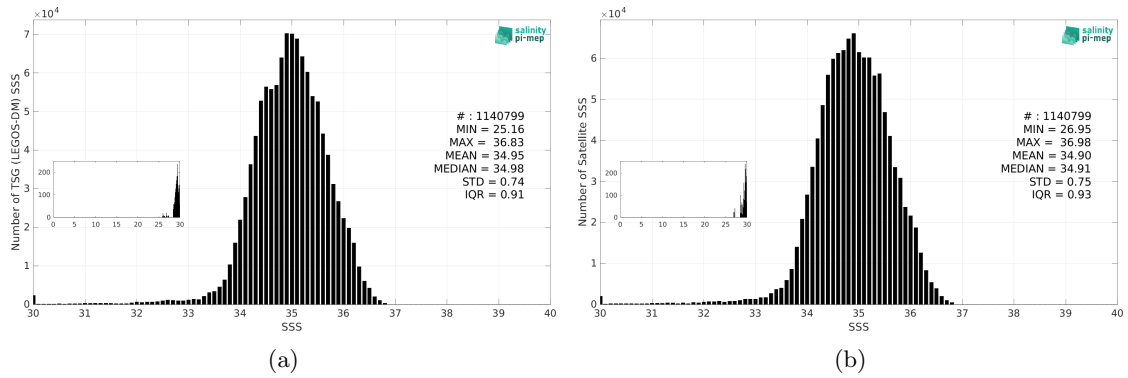 ×10⁴
7
6
5
4
3
2
1
0
Number of TSG (LEGOS-DM) SSS
salinity
pi-mep
# : 1140799
MIN = 25.16
MAX = 36.83
MEAN = 34.95
MEDIAN = 34.98
STD = 0.74
IQR = 0.91
200
100
0
0 5 10 15 20 25 30
30 31 32 33 34 35 36 37 38 39 40
SSS
(a)
×10⁴
6
5
4
3
2
1
0
Number of Satellite SSS
salinity
pi-mep
# : 1140799
MIN = 26.95
MAX = 36.98
MEAN = 34.90
MEDIAN = 34.91
STD = 0.75
IQR = 0.93
200
100
0
0 5 10 15 20 25 30
30 31 32 33 34 35 36 37 38 39 40
SSS
(b)